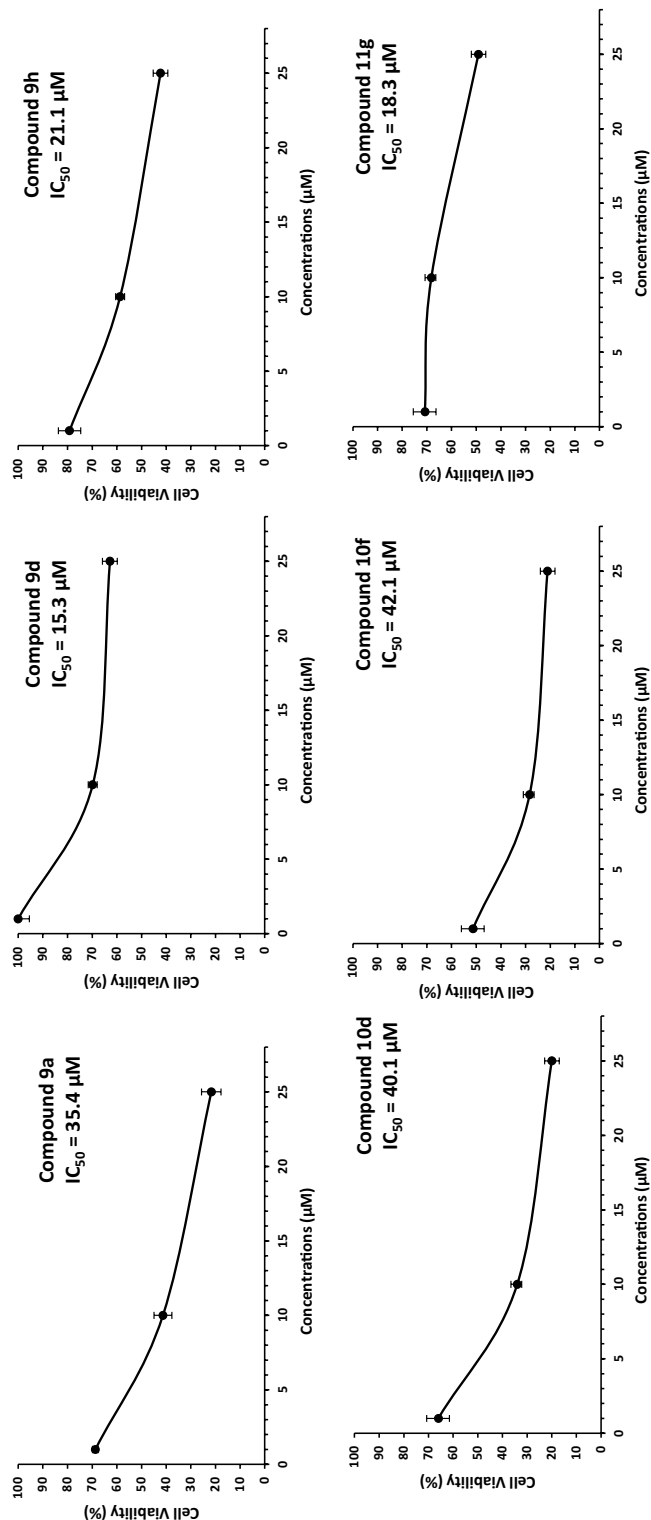 Compound 9a
IC50 = 35.4 µM
Cell Viability (%)
100
90
80
70
60
50
40
30
20
10
0
0 5 10 15 20 25
Concentrations (µM)
Compound 9d
IC50 = 15.3 µM
Cell Viability (%)
100
90
80
70
60
50
40
30
20
10
0
0 5 10 15 20 25
Concentrations (µM)
Compound 9h
IC50 = 21.1 µM
Cell Viability (%)
100
90
80
70
60
50
40
30
20
10
0
0 5 10 15 20 25
Concentrations (µM)
Compound 10d
IC50 = 40.1 µM
Cell Viability (%)
100
90
80
70
60
50
40
30
20
10
0
0 5 10 15 20 25
Concentrations (µM)
Compound 10f
IC50 = 42.1 µM
Cell Viability (%)
100
90
80
70
60
50
40
30
20
10
0
0 5 10 15 20 25
Concentrations (µM)
Compound 11g
IC50 = 18.3 µM
Cell Viability (%)
100
90
80
70
60
50
40
30
20
10
0
0 5 10 15 20 25
Concentrations (µM)